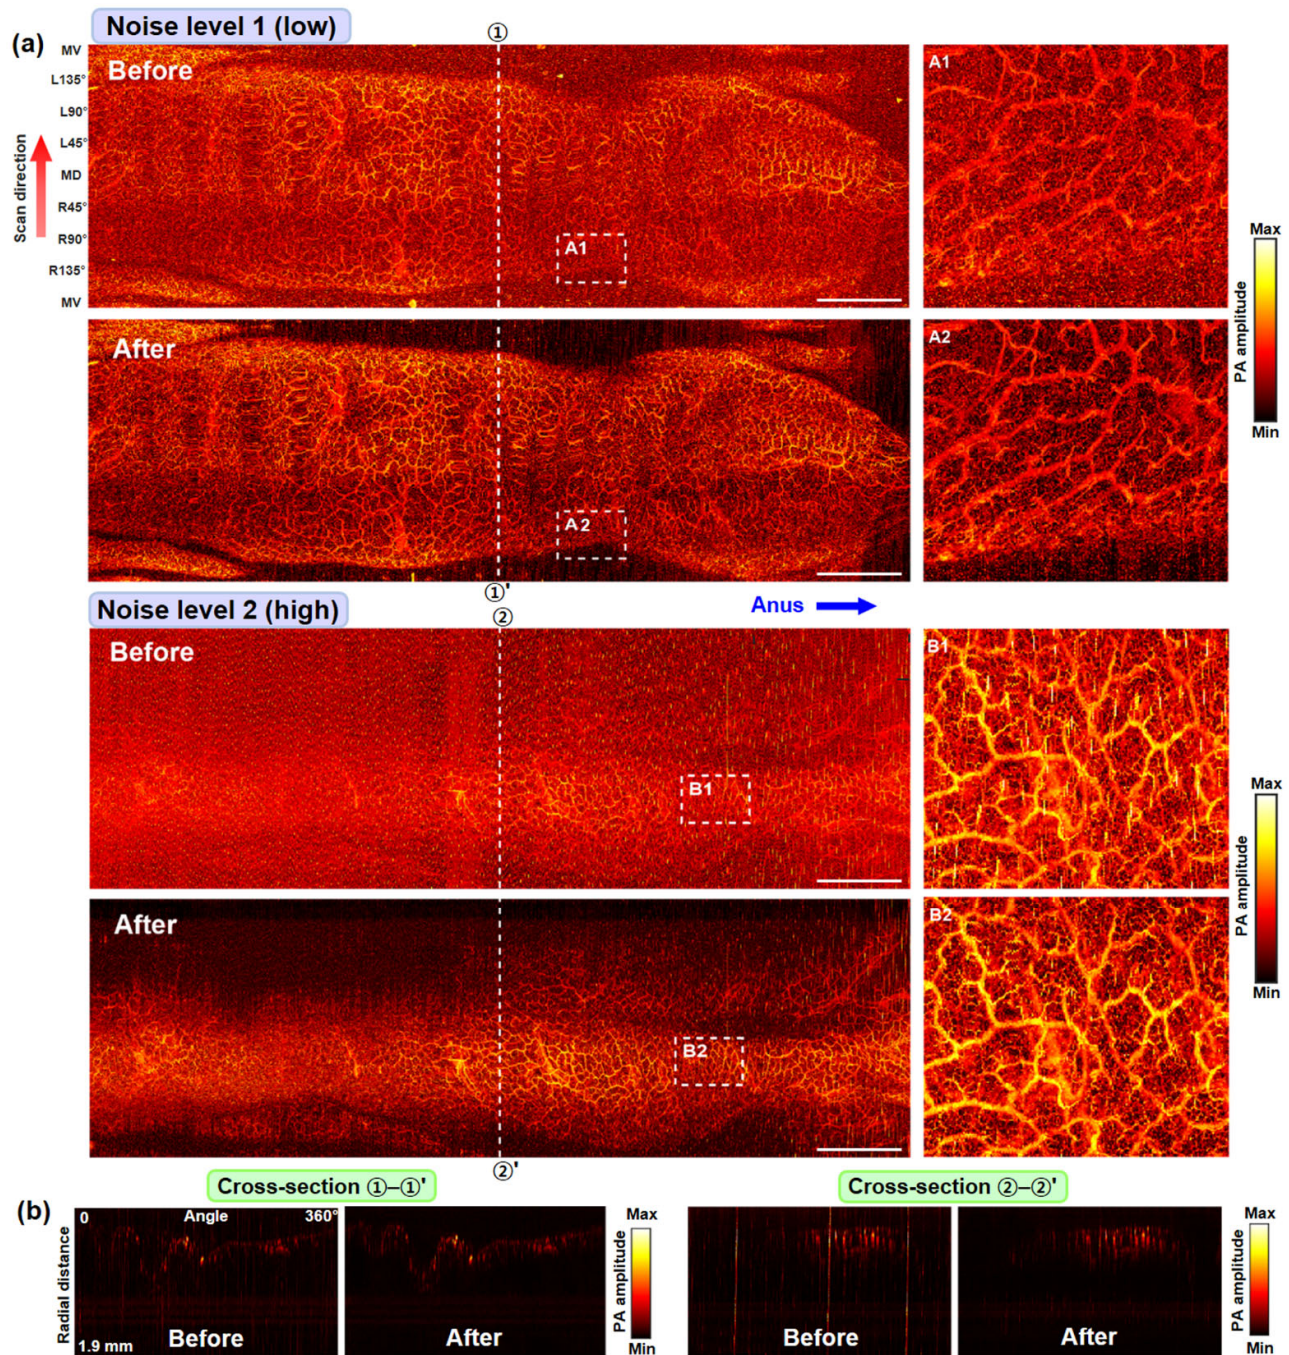 Noise level 1 (low)
①
(a)
Before
A1
MV
L135°
L90°
L45°
MD
R45°
R90°
R135°
MV
Scan direction
A1
After
A2
A2
Max
PA amplitude
Min
①'
Noise level 2 (high)
②
Anus
Before
B1
B1
After
B2
B2
Max
PA amplitude
Min
②'
Cross-section ①–①'
Cross-section ②–②'
(b)
0 Angle 360°
Radial distance
1.9 mm
Before
After
Max
PA amplitude
Min
Before
After
Max
PA amplitude
Min